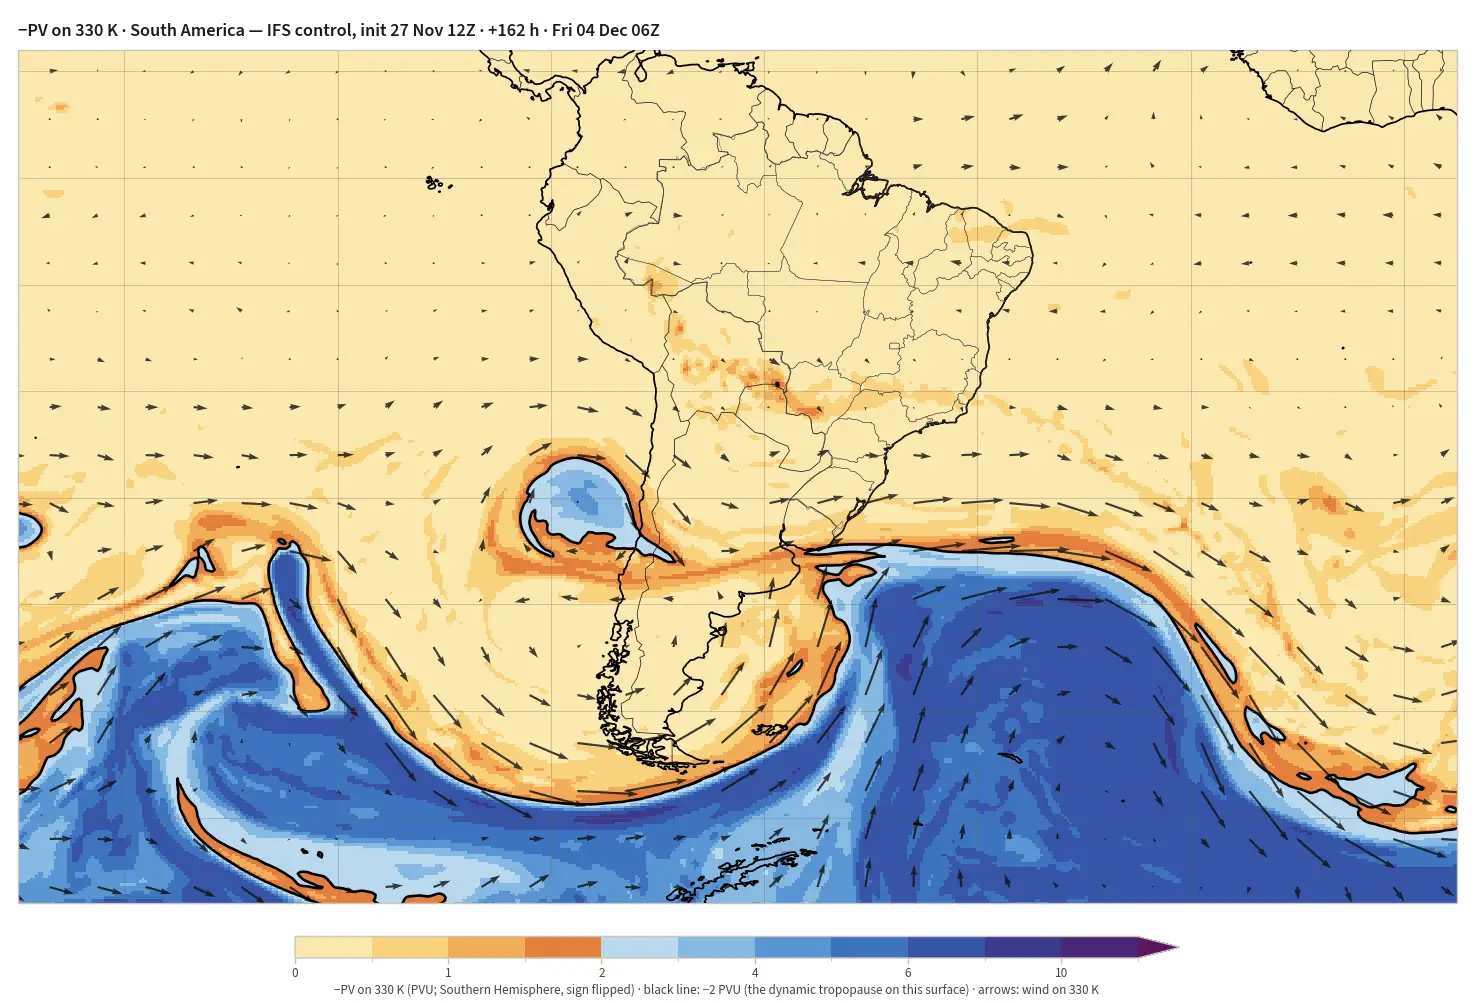 −PV on 330 K · South America — IFS control, init 27 Nov 12Z · +162 h · Fri 04 Dec 06Z
0 1 2 4 6 10
−PV on 330 K (PVU; Southern Hemisphere, sign flipped) · black line: −2 PVU (the dynamic tropopause on this surface) · arrows: wind on 330 K